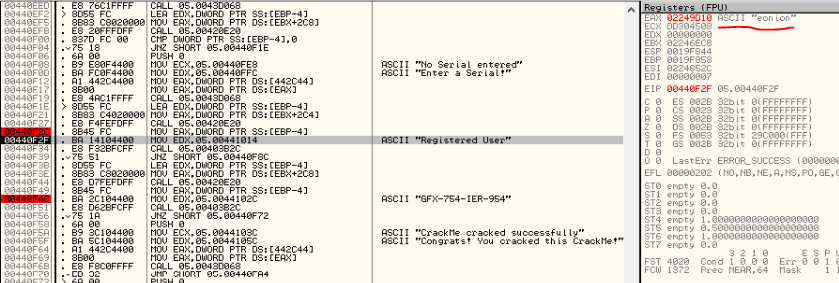 Registers (FPU)
00440EED . E8 76C1FFFF CALL 05.0043D068
00440EF2 . 8D55 FC LEA EDX,DWORD PTR SS:[EBP-4]
00440EF5 . 8B83 C8020000 MOV EAX,DWORD PTR DS:[EBX+2C8]
00440EFB . E8 20FFFDFF CALL 05.00420E20
00440F00 . 837D FC 00 CMP DWORD PTR SS:[EBP-4],0
00440F04 . 75 18 JNZ SHORT 05.00440F1E
00440F06 . 6A 00 PUSH 0
00440F08 . B9 E80F4400 MOV ECX,05.00440FE8 ASCII "No Serial entered"
00440F0D . BA FC0F4400 MOV EDX,05.00440FFC ASCII "Enter a Serial!"
00440F12 . A1 442C4400 MOV EAX,DWORD PTR DS:[442C44]
00440F17 . 8B00 MOV EAX,DWORD PTR DS:[EAX]
00440F19 . E8 4AC1FFFF CALL 05.0043D068
00440F1E > 8D55 FC LEA EDX,DWORD PTR SS:[EBP-4]
00440F21 . 8B83 C4020000 MOV EAX,DWORD PTR DS:[EBX+2C4]
00440F27 . E8 F4FEFDFF CALL 05.00420E20
00440F2C . 8B45 FC MOV EAX,DWORD PTR SS:[EBP-4]
00440F2F . BA 14104400 MOV EDX,05.00441014 ASCII "Registered User"
00440F34 . E8 F32BFCFF CALL 05.00403B2C
00440F39 . 75 51 JNZ SHORT 05.00440F8C
00440F3B . 8D55 FC LEA EDX,DWORD PTR SS:[EBP-4]
00440F3E . 8B83 C8020000 MOV EAX,DWORD PTR DS:[EBX+2C8]
00440F44 . E8 D7FEFDFF CALL 05.00420E20
00440F49 . 8B45 FC MOV EAX,DWORD PTR SS:[EBP-4]
00440F4C . BA 2C104400 MOV EDX,05.0044102C ASCII "GFX-754-IER-954"
00440F51 . E8 D62BFCFF CALL 05.00403B2C
00440F56 . 75 1A JNZ SHORT 05.00440F72
00440F58 . 6A 00 PUSH 0
00440F5A . B9 3C104400 MOV ECX,05.0044103C ASCII "CrackMe cracked successfully"
00440F5F . BA 5C104400 MOV EDX,05.0044105C ASCII "Congrats! You cracked this CrackMe!"
00440F64 . A1 442C4400 MOV EAX,DWORD PTR DS:[442C44]
00440F69 . 8B00 MOV EAX,DWORD PTR DS:[EAX]
00440F6B . E8 F8C0FFFF CALL 05.0043D068
00440F70 . EB 32 JMP SHORT 05.00440FA4
EAX 02249D10 ASCII "eonion"
ECX DD304508
EDX 00000000
EBX 02246EC8
ESP 0019F844
EBP 0019F858
ESI 0224852C
EDI 00000007
EIP 00440F2F 05.00440F2F
C 0 ES 002B 32bit 0(FFFFFFFF)
P 0 CS 0023 32bit 0(FFFFFFFF)
A 0 SS 002B 32bit 0(FFFFFFFF)
Z 0 DS 002B 32bit 0(FFFFFFFF)
S 0 FS 0053 32bit 29C000(FFF)
T 0 GS 002B 32bit 0(FFFFFFFF)
D 0
O 0 LastErr ERROR_SUCCESS (000000
EFL 00000202 (NO,NB,NE,A,NS,PO,GE,
ST0 empty 0.0
ST1 empty 0.0
ST2 empty 0.0
ST3 empty 0.0
ST4 empty 1.0000000000000000000
ST5 empty 0.5000000000000000000
ST6 empty 1.0000000000000000000
ST7 empty 0.0
3 2 1 0 E S P U
FST 4020 Cond 1 0 0 0 Err 0 0 1
FCW 1372 Prec NEAR,64 Mask 1